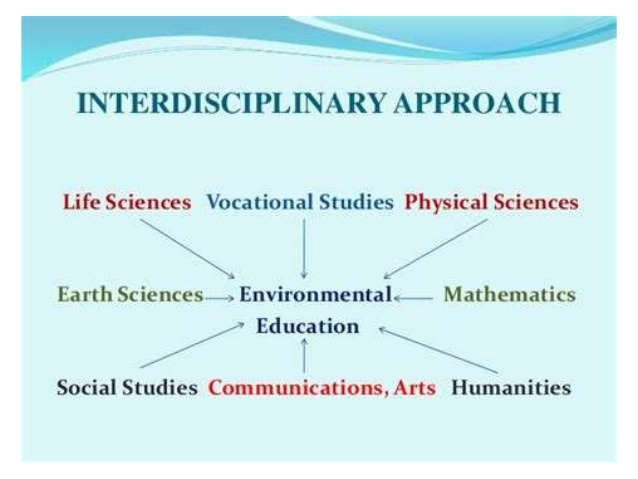 INTERDISCIPLINARY APPROACH
Life Sciences Vocational Studies Physical Sciences
Earth Sciences Environmental Mathematics
Education
Social Studies Communications, Arts Humanities